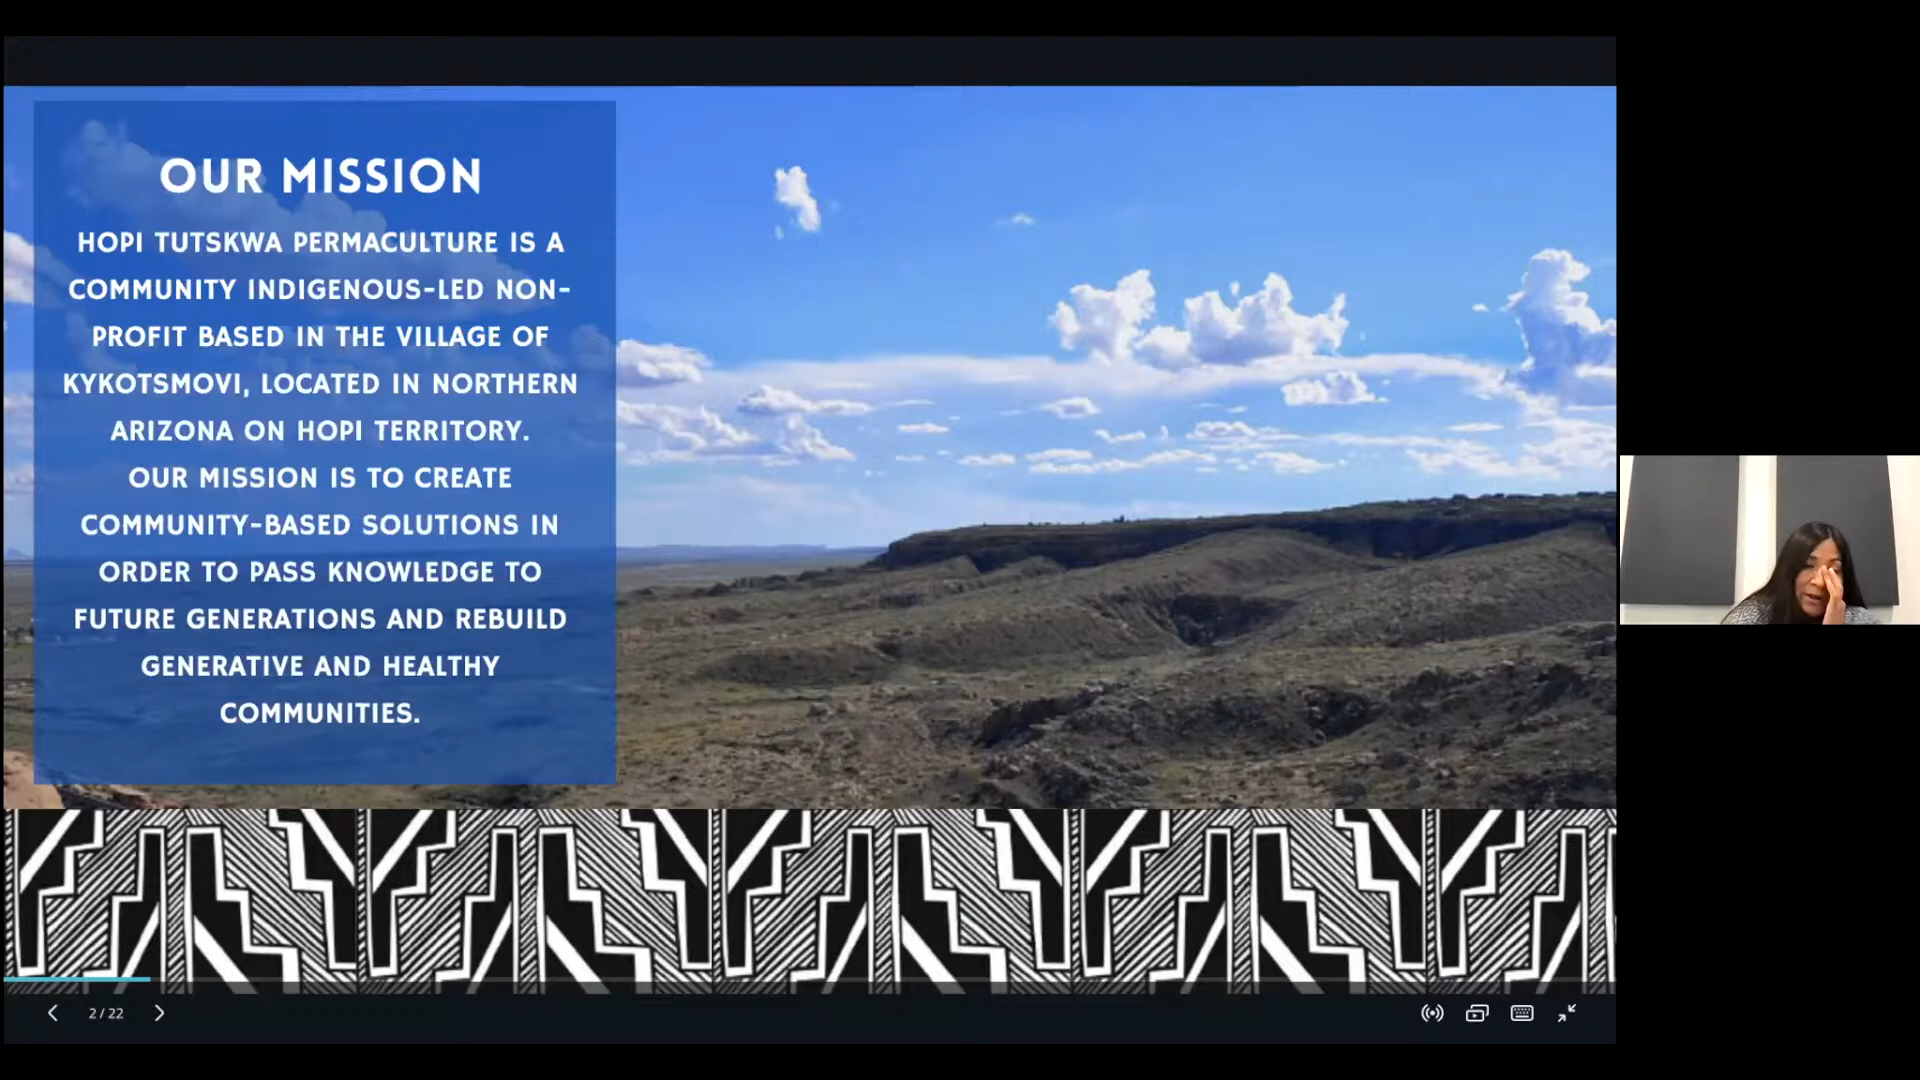 OUR MISSION
HOPI TUTSKWA PERMACULTURE IS A
COMMUNITY INDIGENOUS-LED NON-
PROFIT BASED IN THE VILLAGE OF
KYKOTSMOVI, LOCATED IN NORTHERN
ARIZONA ON HOPI TERRITORY.
OUR MISSION IS TO CREATE
COMMUNITY-BASED SOLUTIONS IN
ORDER TO PASS KNOWLEDGE TO
FUTURE GENERATIONS AND REBUILD
GENERATIVE AND HEALTHY
COMMUNITIES.
2 / 22